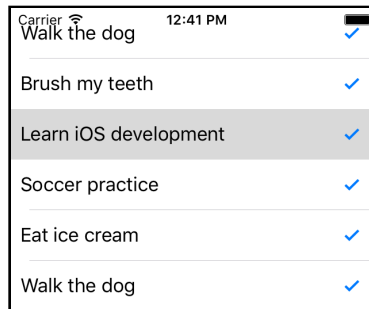 Carrier 12:41 PM
Walk the dog
Brush my teeth
Learn iOS development
Soccer practice
Eat ice cream
Walk the dog